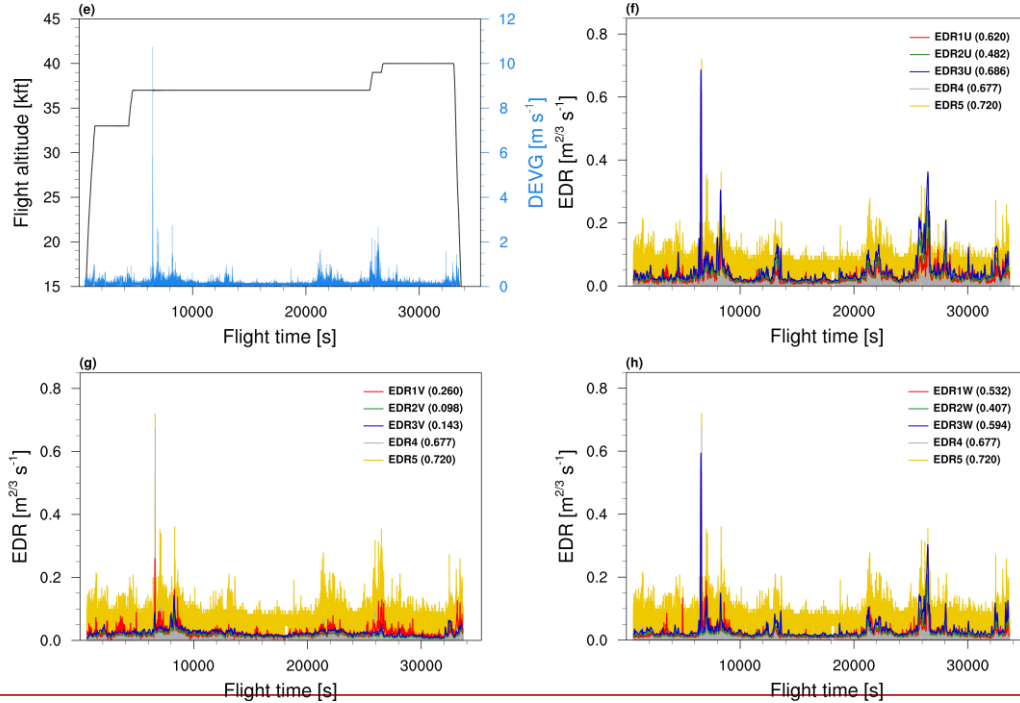 (e)
45
40
35
30
25
20
15
Flight altitude [kft]
12
10
8
6
4
2
0
DEVG [m s⁻¹]
10000 20000 30000
Flight time [s]
(f)
0.8
0.6
0.4
0.2
0.0
EDR [m²/³ s⁻¹]
EDR1U (0.620)
EDR2U (0.482)
EDR3U (0.686)
EDR4 (0.677)
EDR5 (0.720)
10000 20000 30000
Flight time [s]
(g)
0.8
0.6
0.4
0.2
0.0
EDR [m²/³ s⁻¹]
EDR1V (0.260)
EDR2V (0.098)
EDR3V (0.143)
EDR4 (0.677)
EDR5 (0.720)
10000 20000 30000
Flight time [s]
(h)
0.8
0.6
0.4
0.2
0.0
EDR [m²/³ s⁻¹]
EDR1W (0.532)
EDR2W (0.407)
EDR3W (0.594)
EDR4 (0.677)
EDR5 (0.720)
10000 20000 30000
Flight time [s]